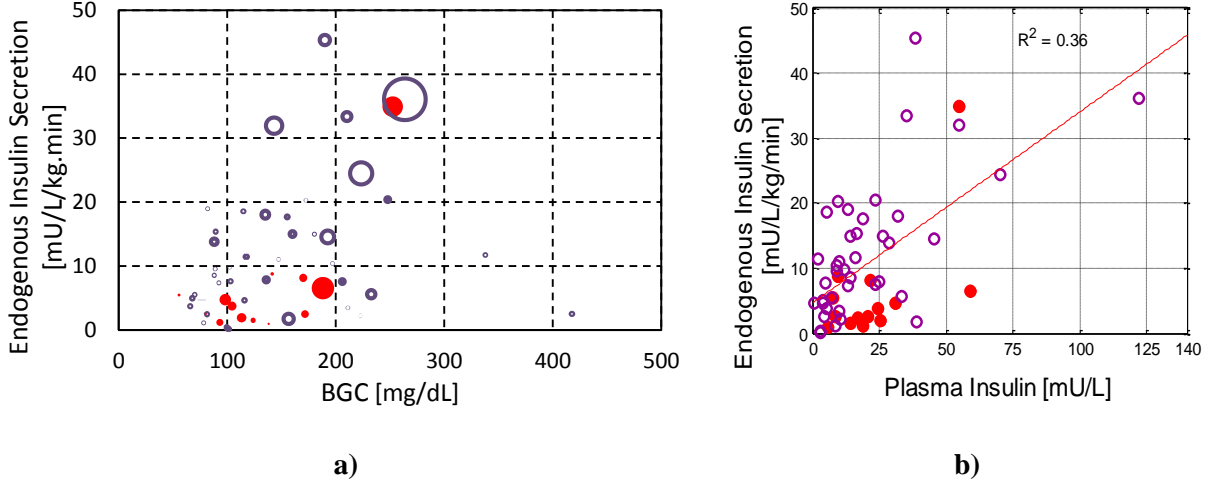 a)
Endogenous Insulin Secretion
[mU/L/kg.min]
50
40
30
20
10
0
0 100 200 300 400 500
BGC [mg/dL]
a)
b)
Endogenous Insulin Secretion
[mU/L/kg/min]
50
40
30
20
10
0
R² = 0.36
0 25 50 75 100 125 140
Plasma Insulin [mU/L]
b)